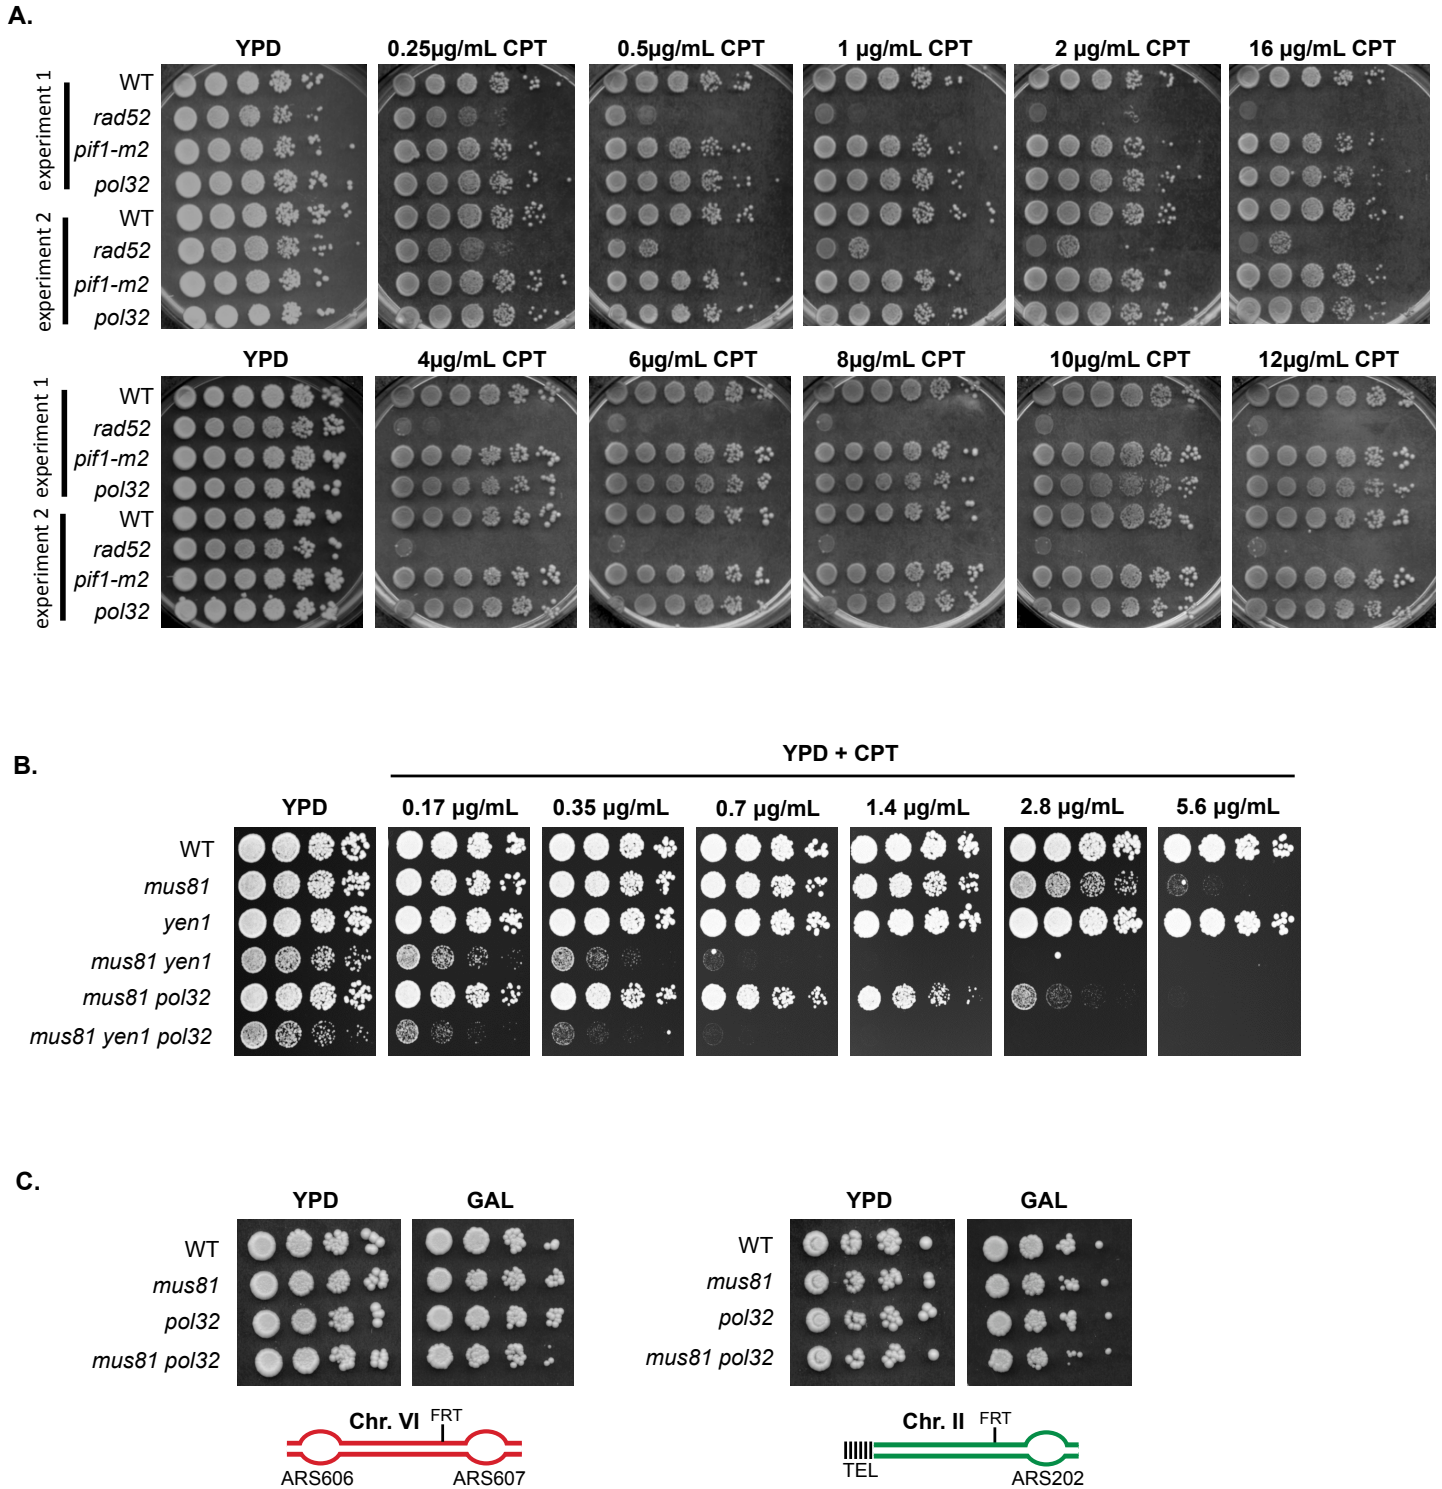 A.
YPD 0.25µg/mL CPT 0.5µg/mL CPT 1 µg/mL CPT 2 µg/mL CPT 16 µg/mL CPT
experiment 1
WT
rad52
pif1-m2
pol32
experiment 2
WT
rad52
pif1-m2
pol32
YPD 4µg/mL CPT 6µg/mL CPT 8µg/mL CPT 10µg/mL CPT 12µg/mL CPT
experiment 1
WT
rad52
pif1-m2
pol32
experiment 2
WT
rad52
pif1-m2
pol32
B.
YPD + CPT
YPD 0.17 µg/mL 0.35 µg/mL 0.7 µg/mL 1.4 µg/mL 2.8 µg/mL 5.6 µg/mL
WT
mus81
yen1
mus81 yen1
mus81 pol32
mus81 yen1 pol32
C.
YPD GAL
WT
mus81
pol32
mus81 pol32
Chr. VI FRT
ARS606 ARS607
YPD GAL
WT
mus81
pol32
mus81 pol32
Chr. II FRT
TEL ARS202